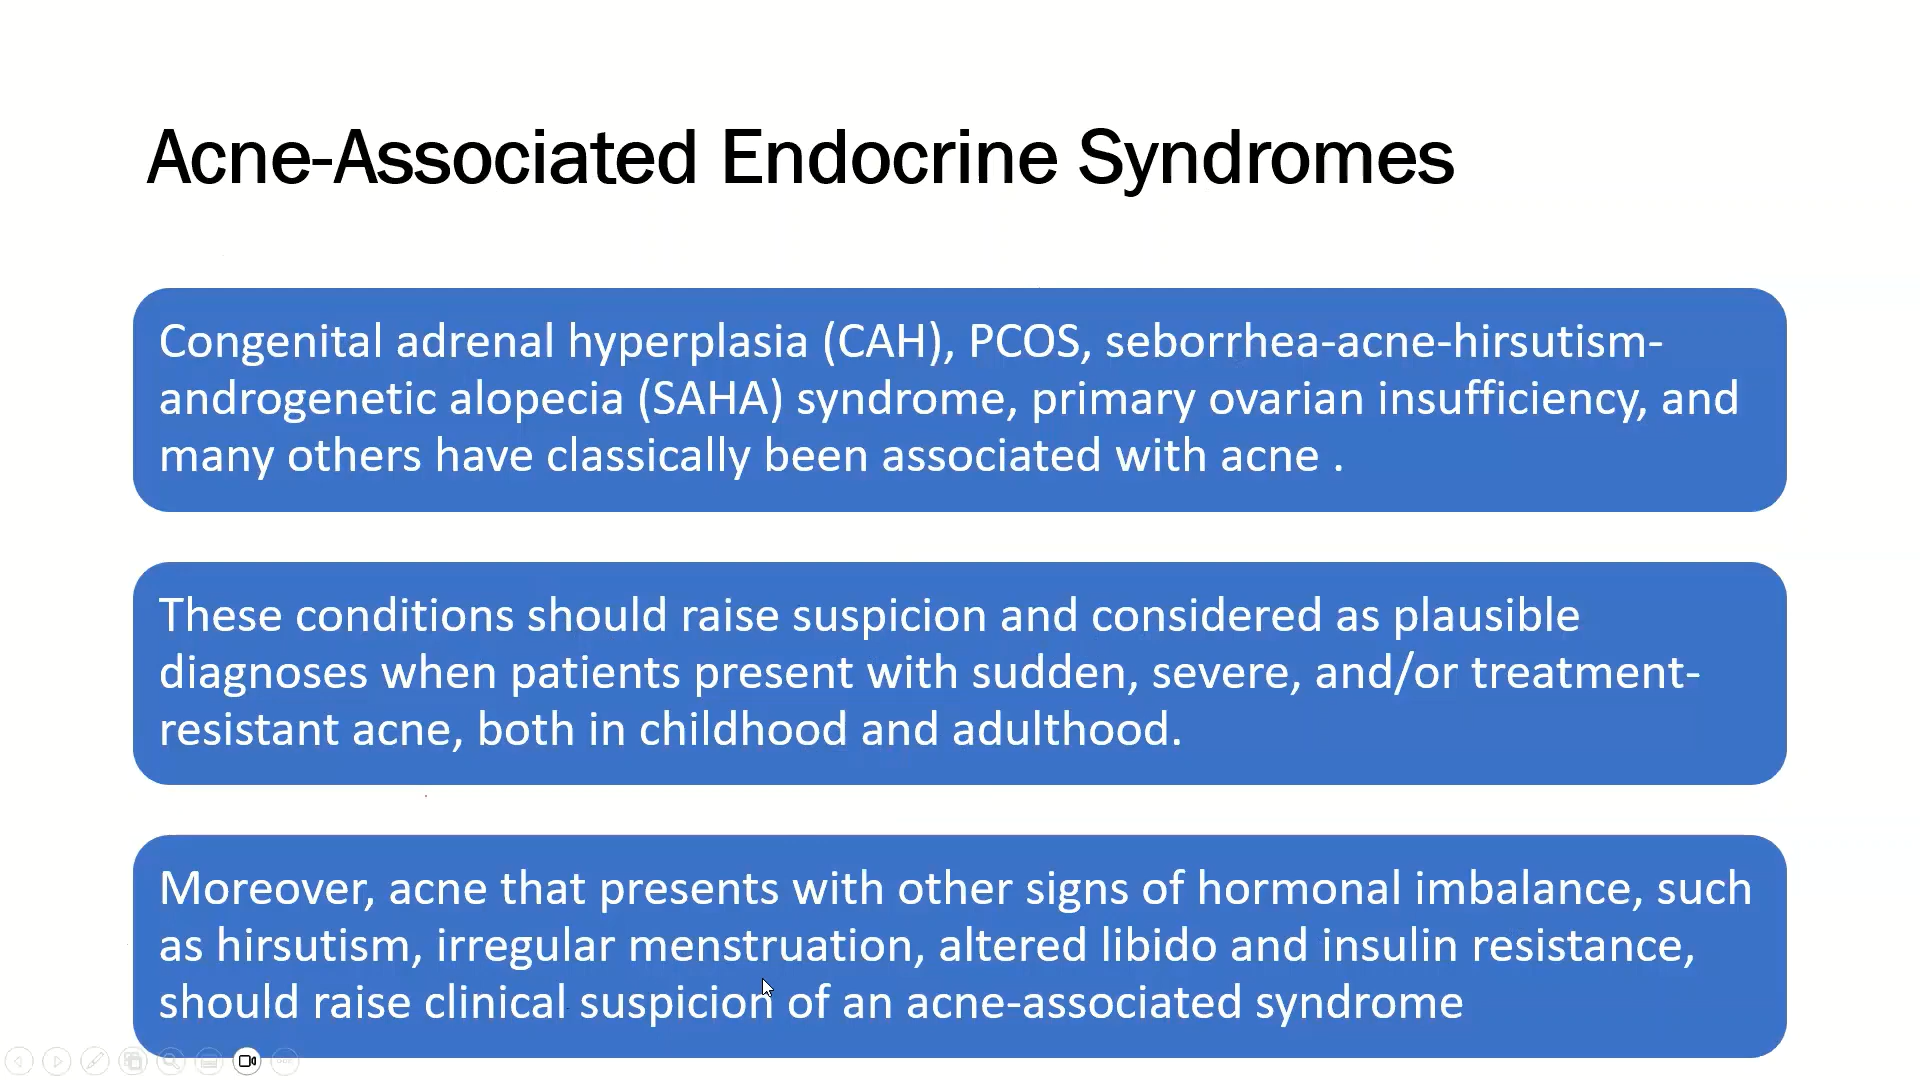 Acne-Associated Endocrine Syndromes
Congenital adrenal hyperplasia (CAH), PCOS, seborrhea-acne-hirsutism-
androgenetic alopecia (SAHA) syndrome, primary ovarian insufficiency, and
many others have classically been associated with acne .
These conditions should raise suspicion and considered as plausible
diagnoses when patients present with sudden, severe, and/or treatment-
resistant acne, both in childhood and adulthood.
Moreover, acne that presents with other signs of hormonal imbalance, such
as hirsutism, irregular menstruation, altered libido and insulin resistance,
should raise clinical suspicion of an acne-associated syndrome